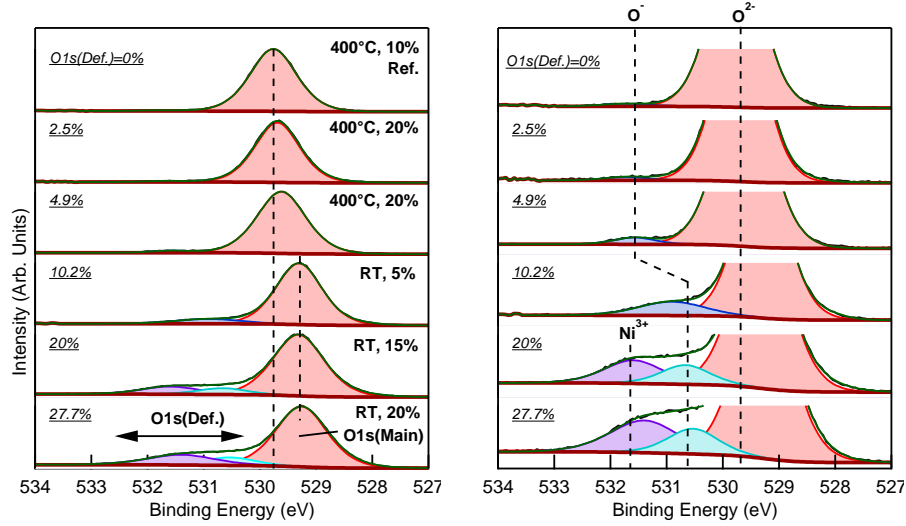 O1s(Def.)=0%
400°C, 10%
Ref.
2.5%
400°C, 20%
4.9%
400°C, 20%
10.2%
RT, 5%
20%
RT, 15%
27.7%
O1s(Def.)
RT, 20%
O1s(Main)
534 533 532 531 530 529 528 527
Binding Energy (eV)
Intensity (Arb. Units)
O⁻ O²⁻
O1s(Def.)=0%
2.5%
4.9%
10.2%
20%
Ni³⁺
27.7%
534 533 532 531 530 529 528 527
Binding Energy (eV)